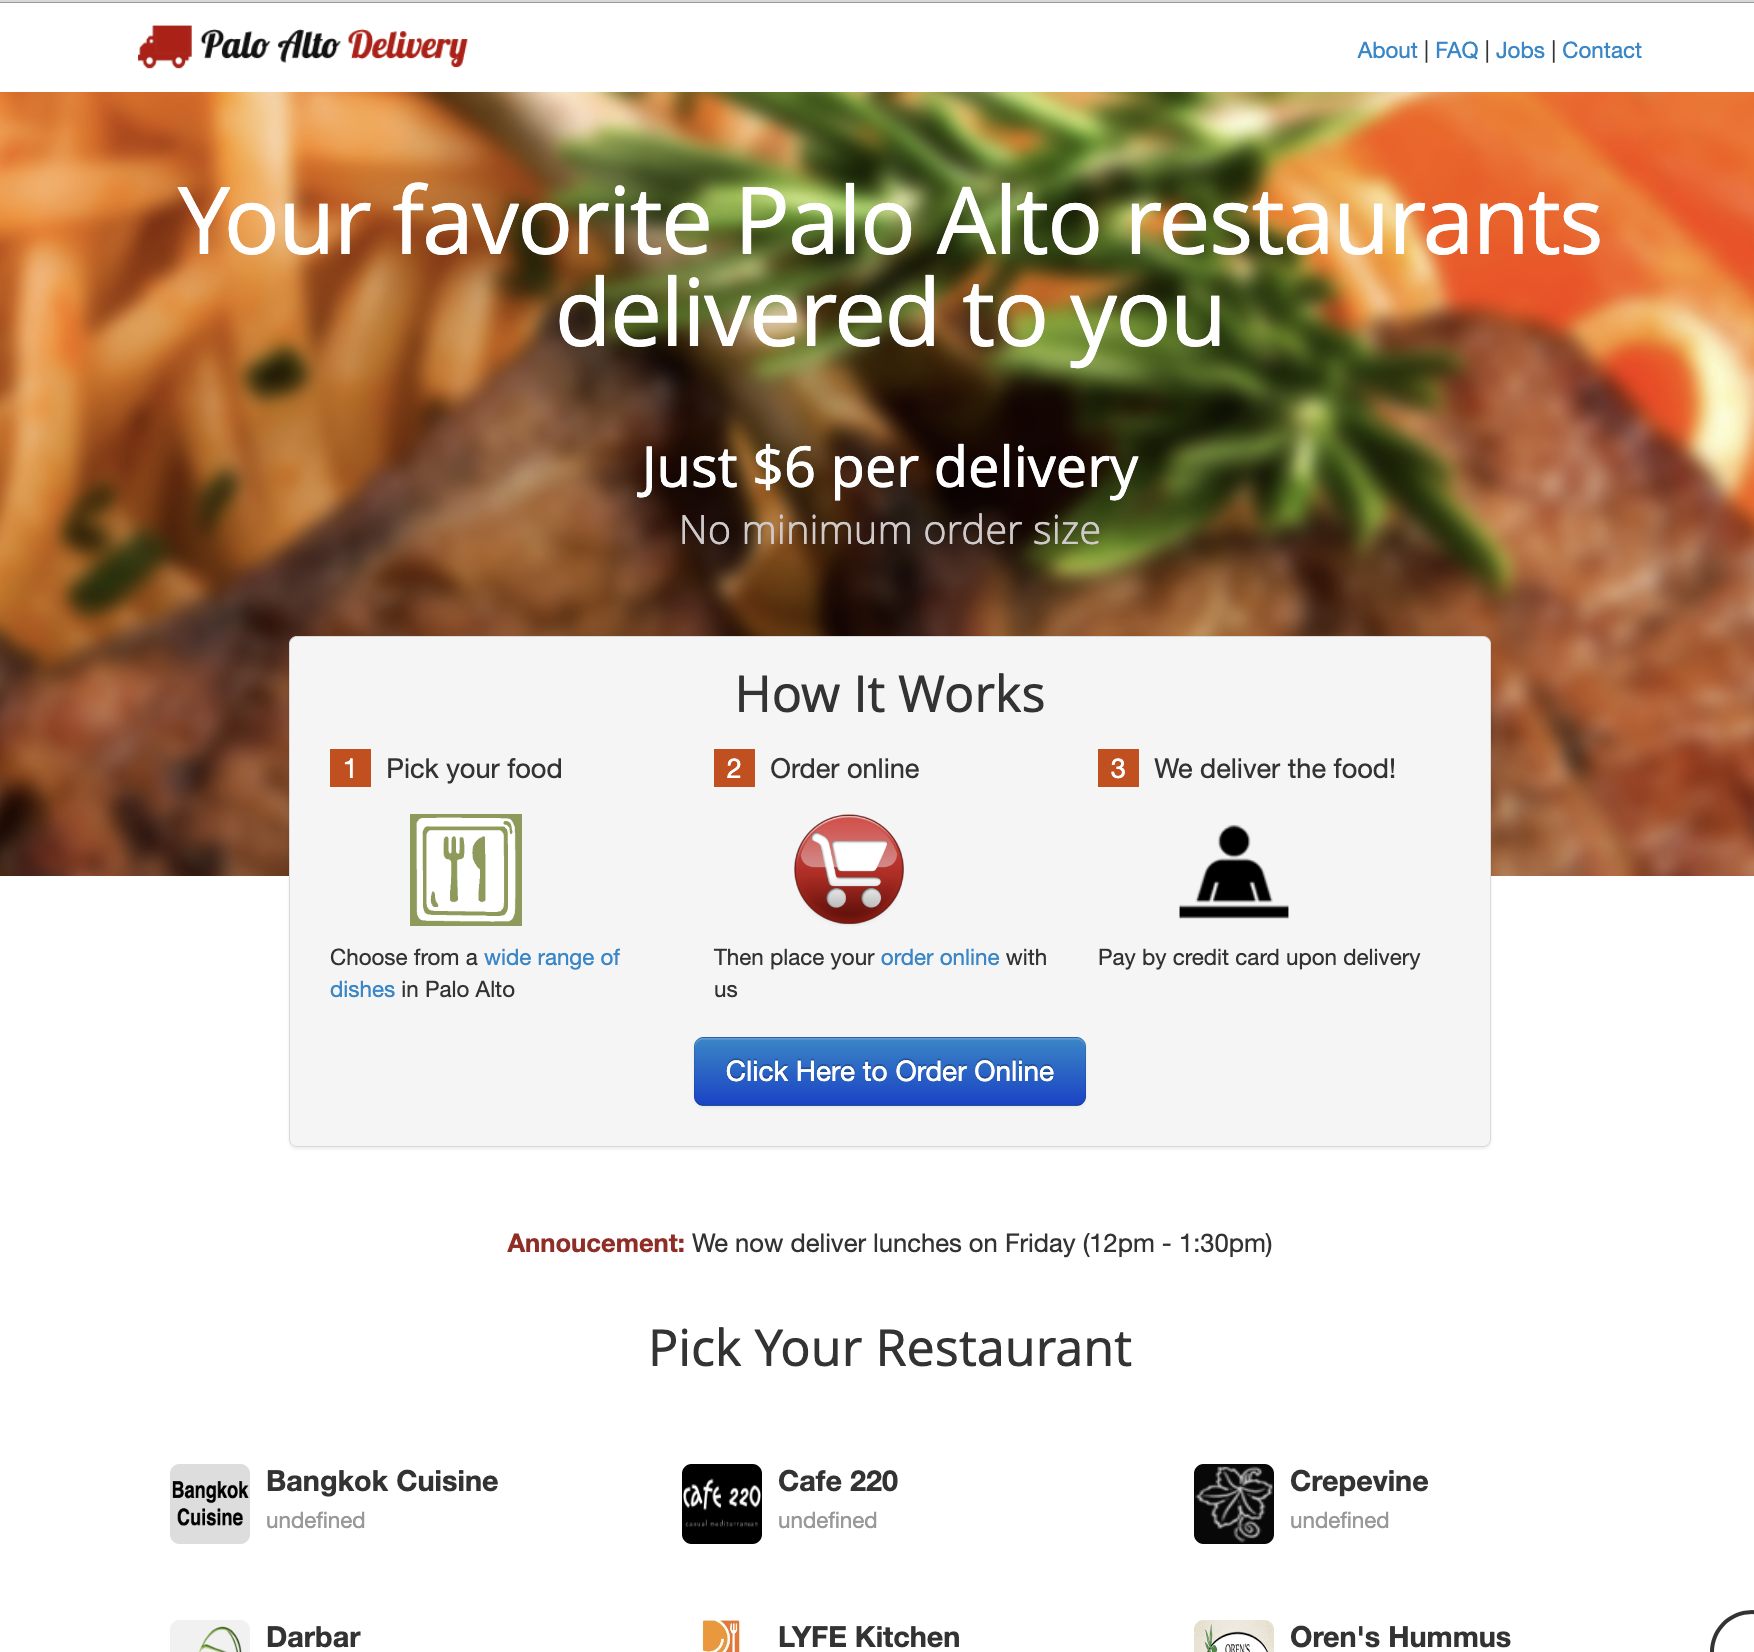 Palo Alto Delivery
About | FAQ | Jobs | Contact
Your favorite Palo Alto restaurants
delivered to you
Just $6 per delivery
No minimum order size
How It Works
1 Pick your food
Choose from a wide range of
dishes in Palo Alto
2 Order online
Then place your order online with
us
3 We deliver the food!
Pay by credit card upon delivery
Click Here to Order Online
Annoucement: We now deliver lunches on Friday (12pm - 1:30pm)
Pick Your Restaurant
Bangkok
Cuisine
Bangkok Cuisine
undefined
cafe 220
casual mediterranean
Cafe 220
undefined
Crepevine
undefined
Darbar
LYFE Kitchen
OREN'S
Oren's Hummus